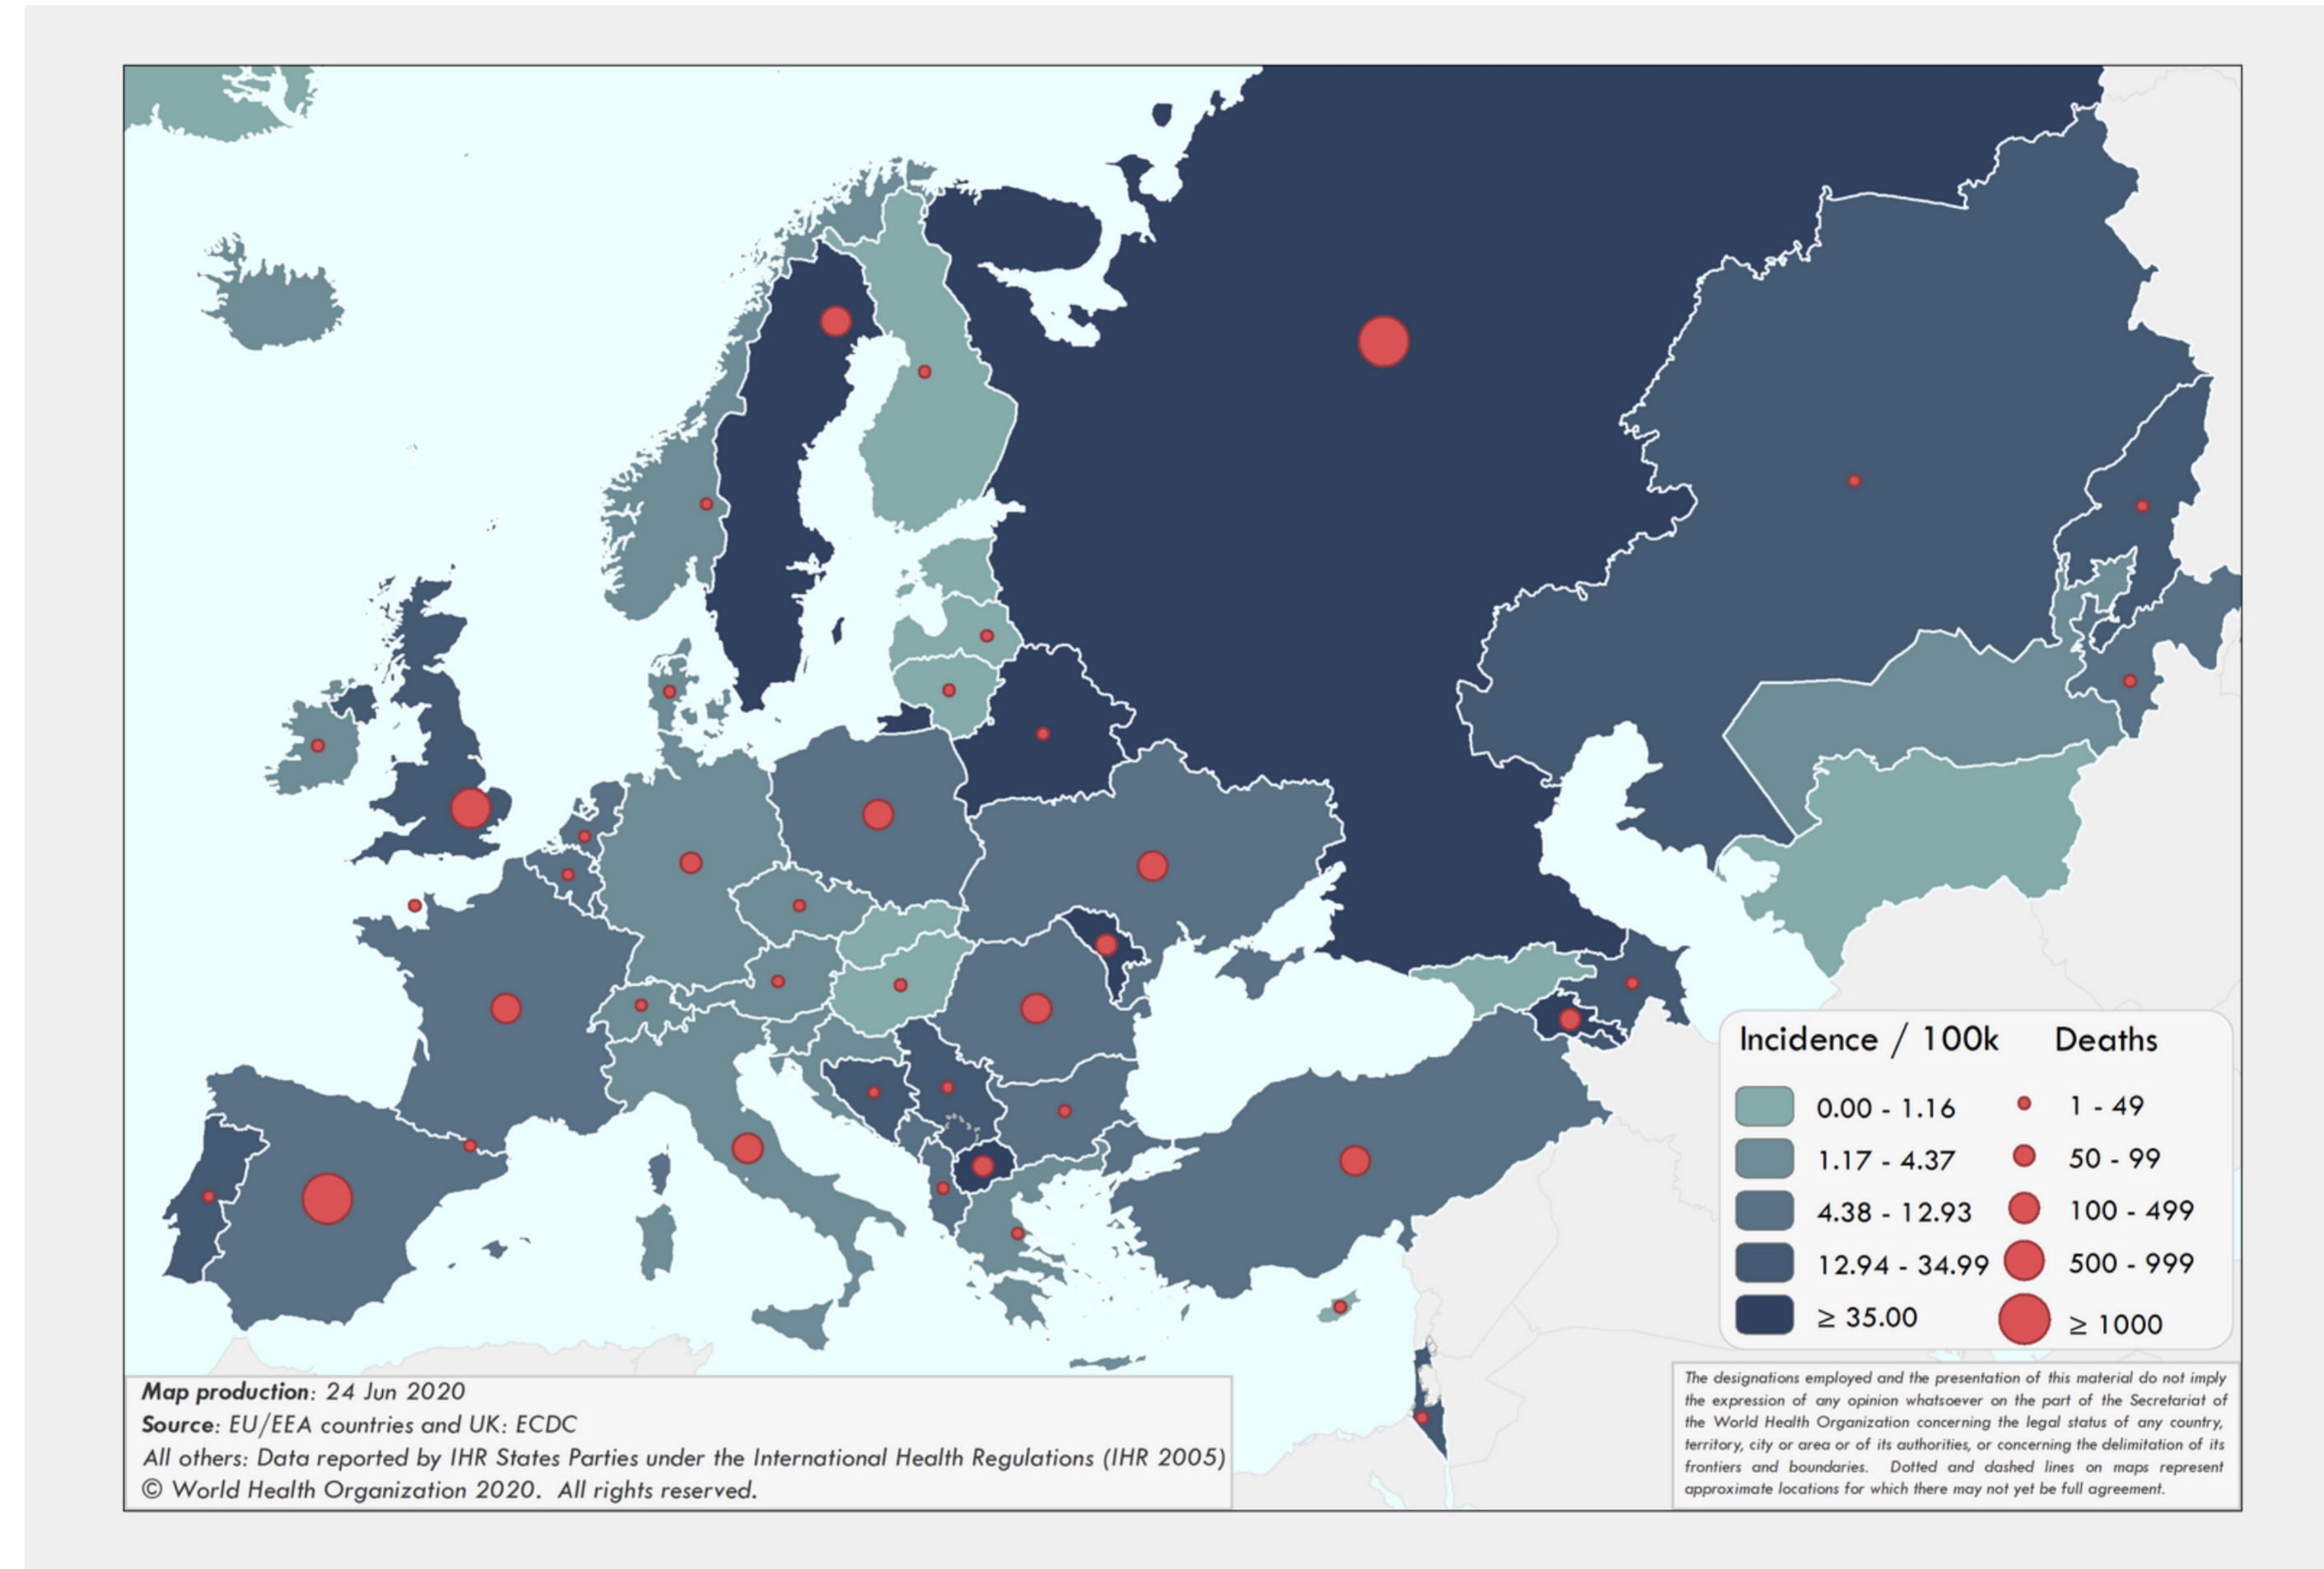 Incidence / 100k Deaths
0.00 - 1.16 1 - 49
1.17 - 4.37 50 - 99
4.38 - 12.93 100 - 499
12.94 - 34.99 500 - 999
≥ 35.00 ≥ 1000
Map production: 24 Jun 2020
Source: EU/EEA countries and UK: ECDC
All others: Data reported by IHR States Parties under the International Health Regulations (IHR 2005)
© World Health Organization 2020. All rights reserved.
The designations employed and the presentation of this material do not imply
the expression of any opinion whatsoever on the part of the Secretariat of
the World Health Organization concerning the legal status of any country,
territory, city or area or of its authorities, or concerning the delimitation of its
frontiers and boundaries. Dotted and dashed lines on maps represent
approximate locations for which there may not yet be full agreement.